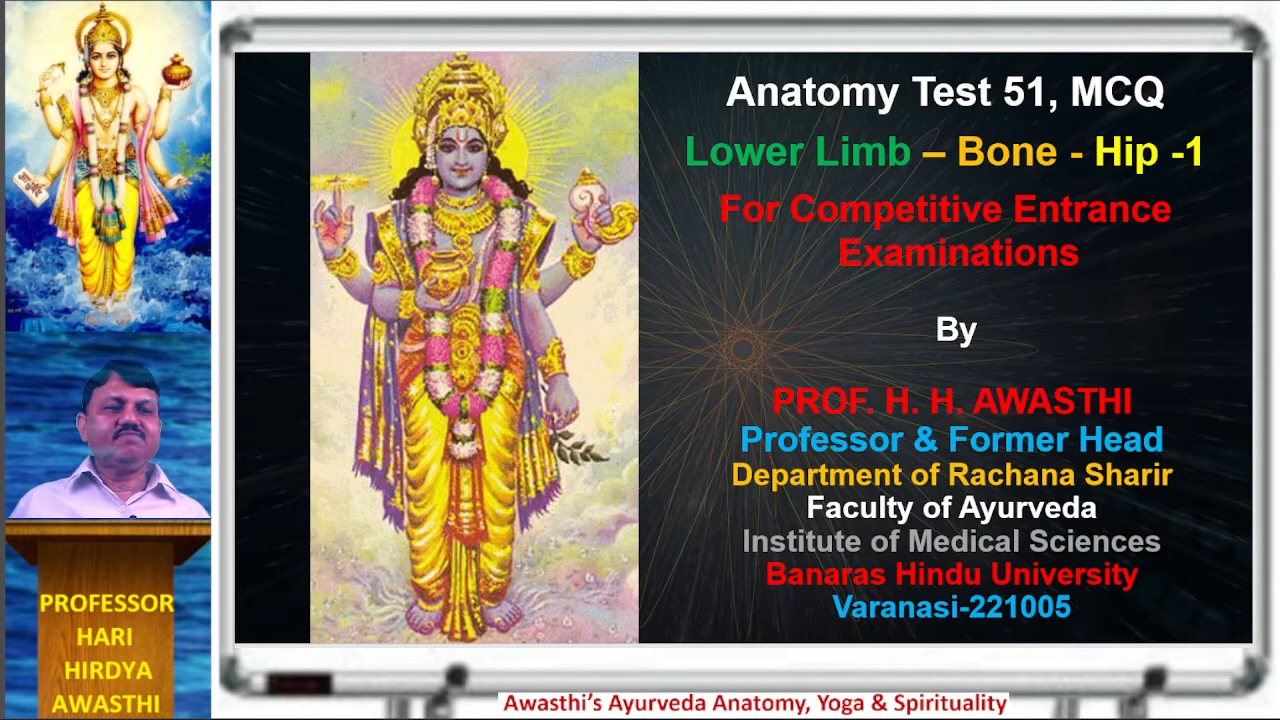 Anatomy Test 51, MCQ
Lower Limb – Bone - Hip -1
For Competitive Entrance
Examinations
By
PROF. H. H. AWASTHI
Professor & Former Head
Department of Rachana Sharir
Faculty of Ayurveda
Institute of Medical Sciences
Banaras Hindu University
Varanasi-221005
PROFESSOR
HARI
HIRDYA
AWASTHI
Awasthi's Ayurveda Anatomy, Yoga & Spirituality